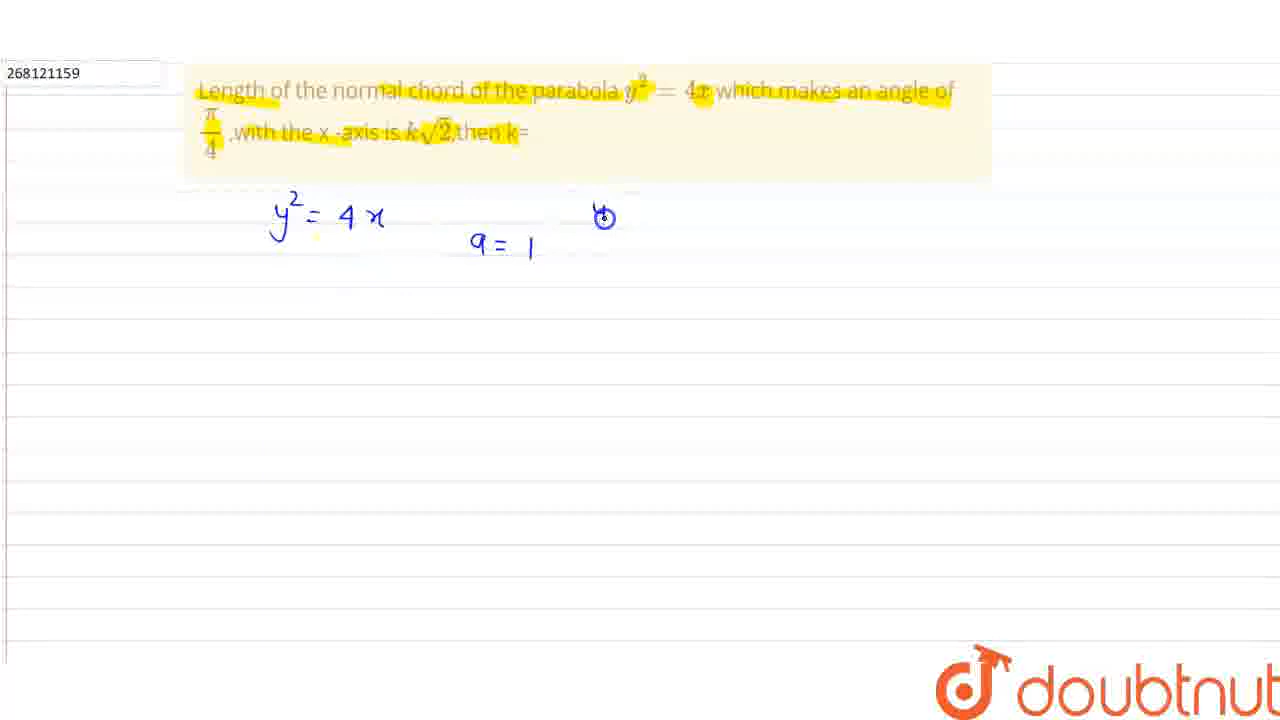 268121159
Length of the normal chord of the parabola y² = 4x which makes an angle of
π/4 ,with the x -axis is k√2,then k=
y² = 4x
a = 1
doubtnut